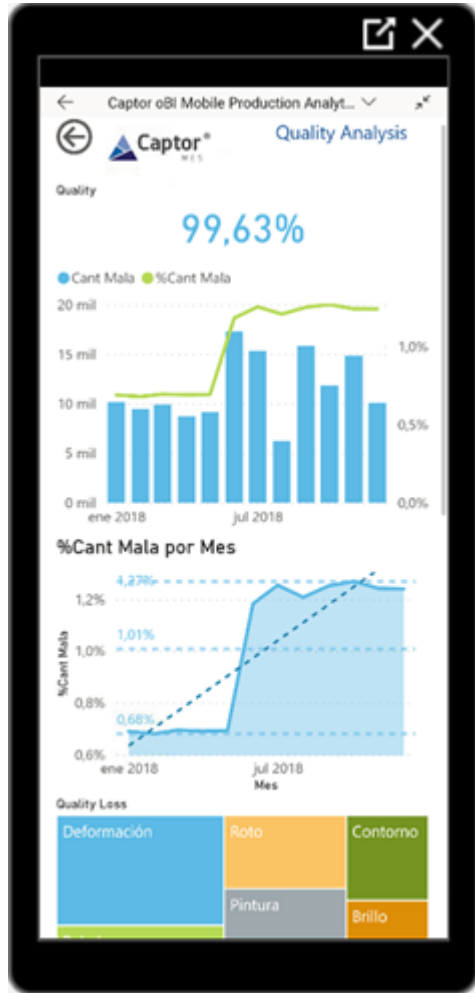 Captor oBI Mobile Production Analyt...
Captor®
MES
Quality Analysis
Quality
99,63%
Cant Mala %Cant Mala
20 mil
15 mil
10 mil
5 mil
0 mil
1,0%
0,5%
0,0%
ene 2018 jul 2018
%Cant Mala por Mes
%Cant Mala
1,2%
1,0%
0,8%
0,6%
1,27%
1,01%
0,68%
ene 2018 jul 2018
Mes
Quality Loss
Deformación Roto Contorno
Pintura Brillo